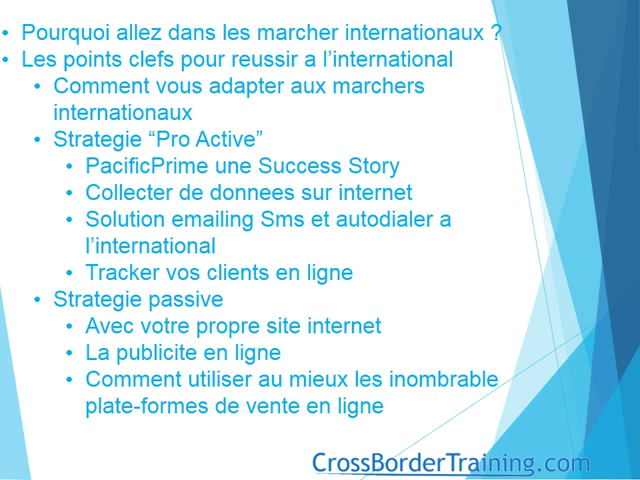 • Pourquoi allez dans les marcher internationaux ?
• Les points clefs pour reussir a l’international
• Comment vous adapter aux marchers
internationaux
• Strategie “Pro Active”
• PacificPrime une Success Story
• Collecter de donnees sur internet
• Solution emailing Sms et autodialer a
l’international
• Tracker vos clients en ligne
• Strategie passive
• Avec votre propre site internet
• La publicite en ligne
• Comment utiliser au mieux les inombrable
plate-formes de vente en ligne
CrossBorderTraining.com